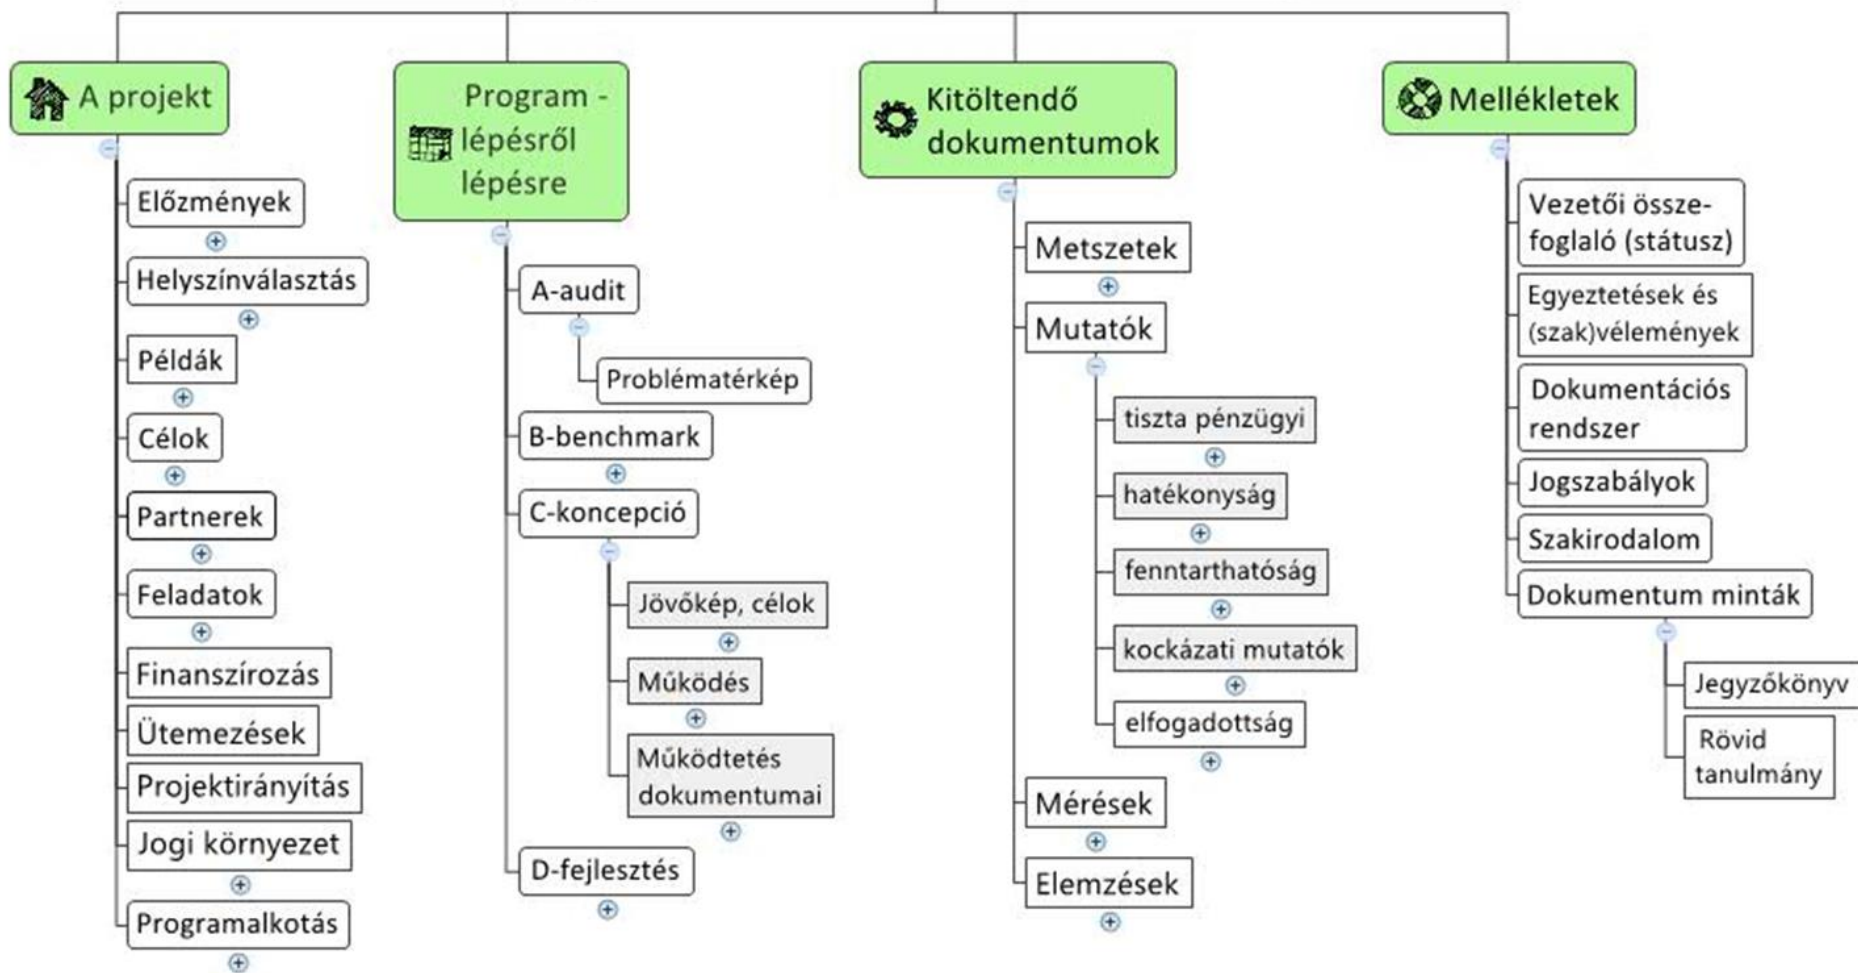 A projekt
Előzmények
Helyszínválasztás
Példák
Célok
Partnerek
Feladatok
Finanszírozás
Ütemezések
Projektirányítás
Jogi környezet
Programalkotás
Program -
lépésről
lépésre
A-audit
Problématérkép
B-benchmark
C-koncepció
Jövőkép, célok
Működés
Működtetés
dokumentumai
D-fejlesztés
Kitöltendő
dokumentumok
Metszetek
Mutatók
tiszta pénzügyi
hatékonyság
fenntarthatóság
kockázati mutatók
elfogadottság
Mérések
Elemzések
Mellékletek
Vezetői össze-
foglaló (státusz)
Egyeztetések és
(szak)vélemények
Dokumentációs
rendszer
Jogszabályok
Szakirodalom
Dokumentum minták
Jegyzőkönyv
Rövid
tanulmány